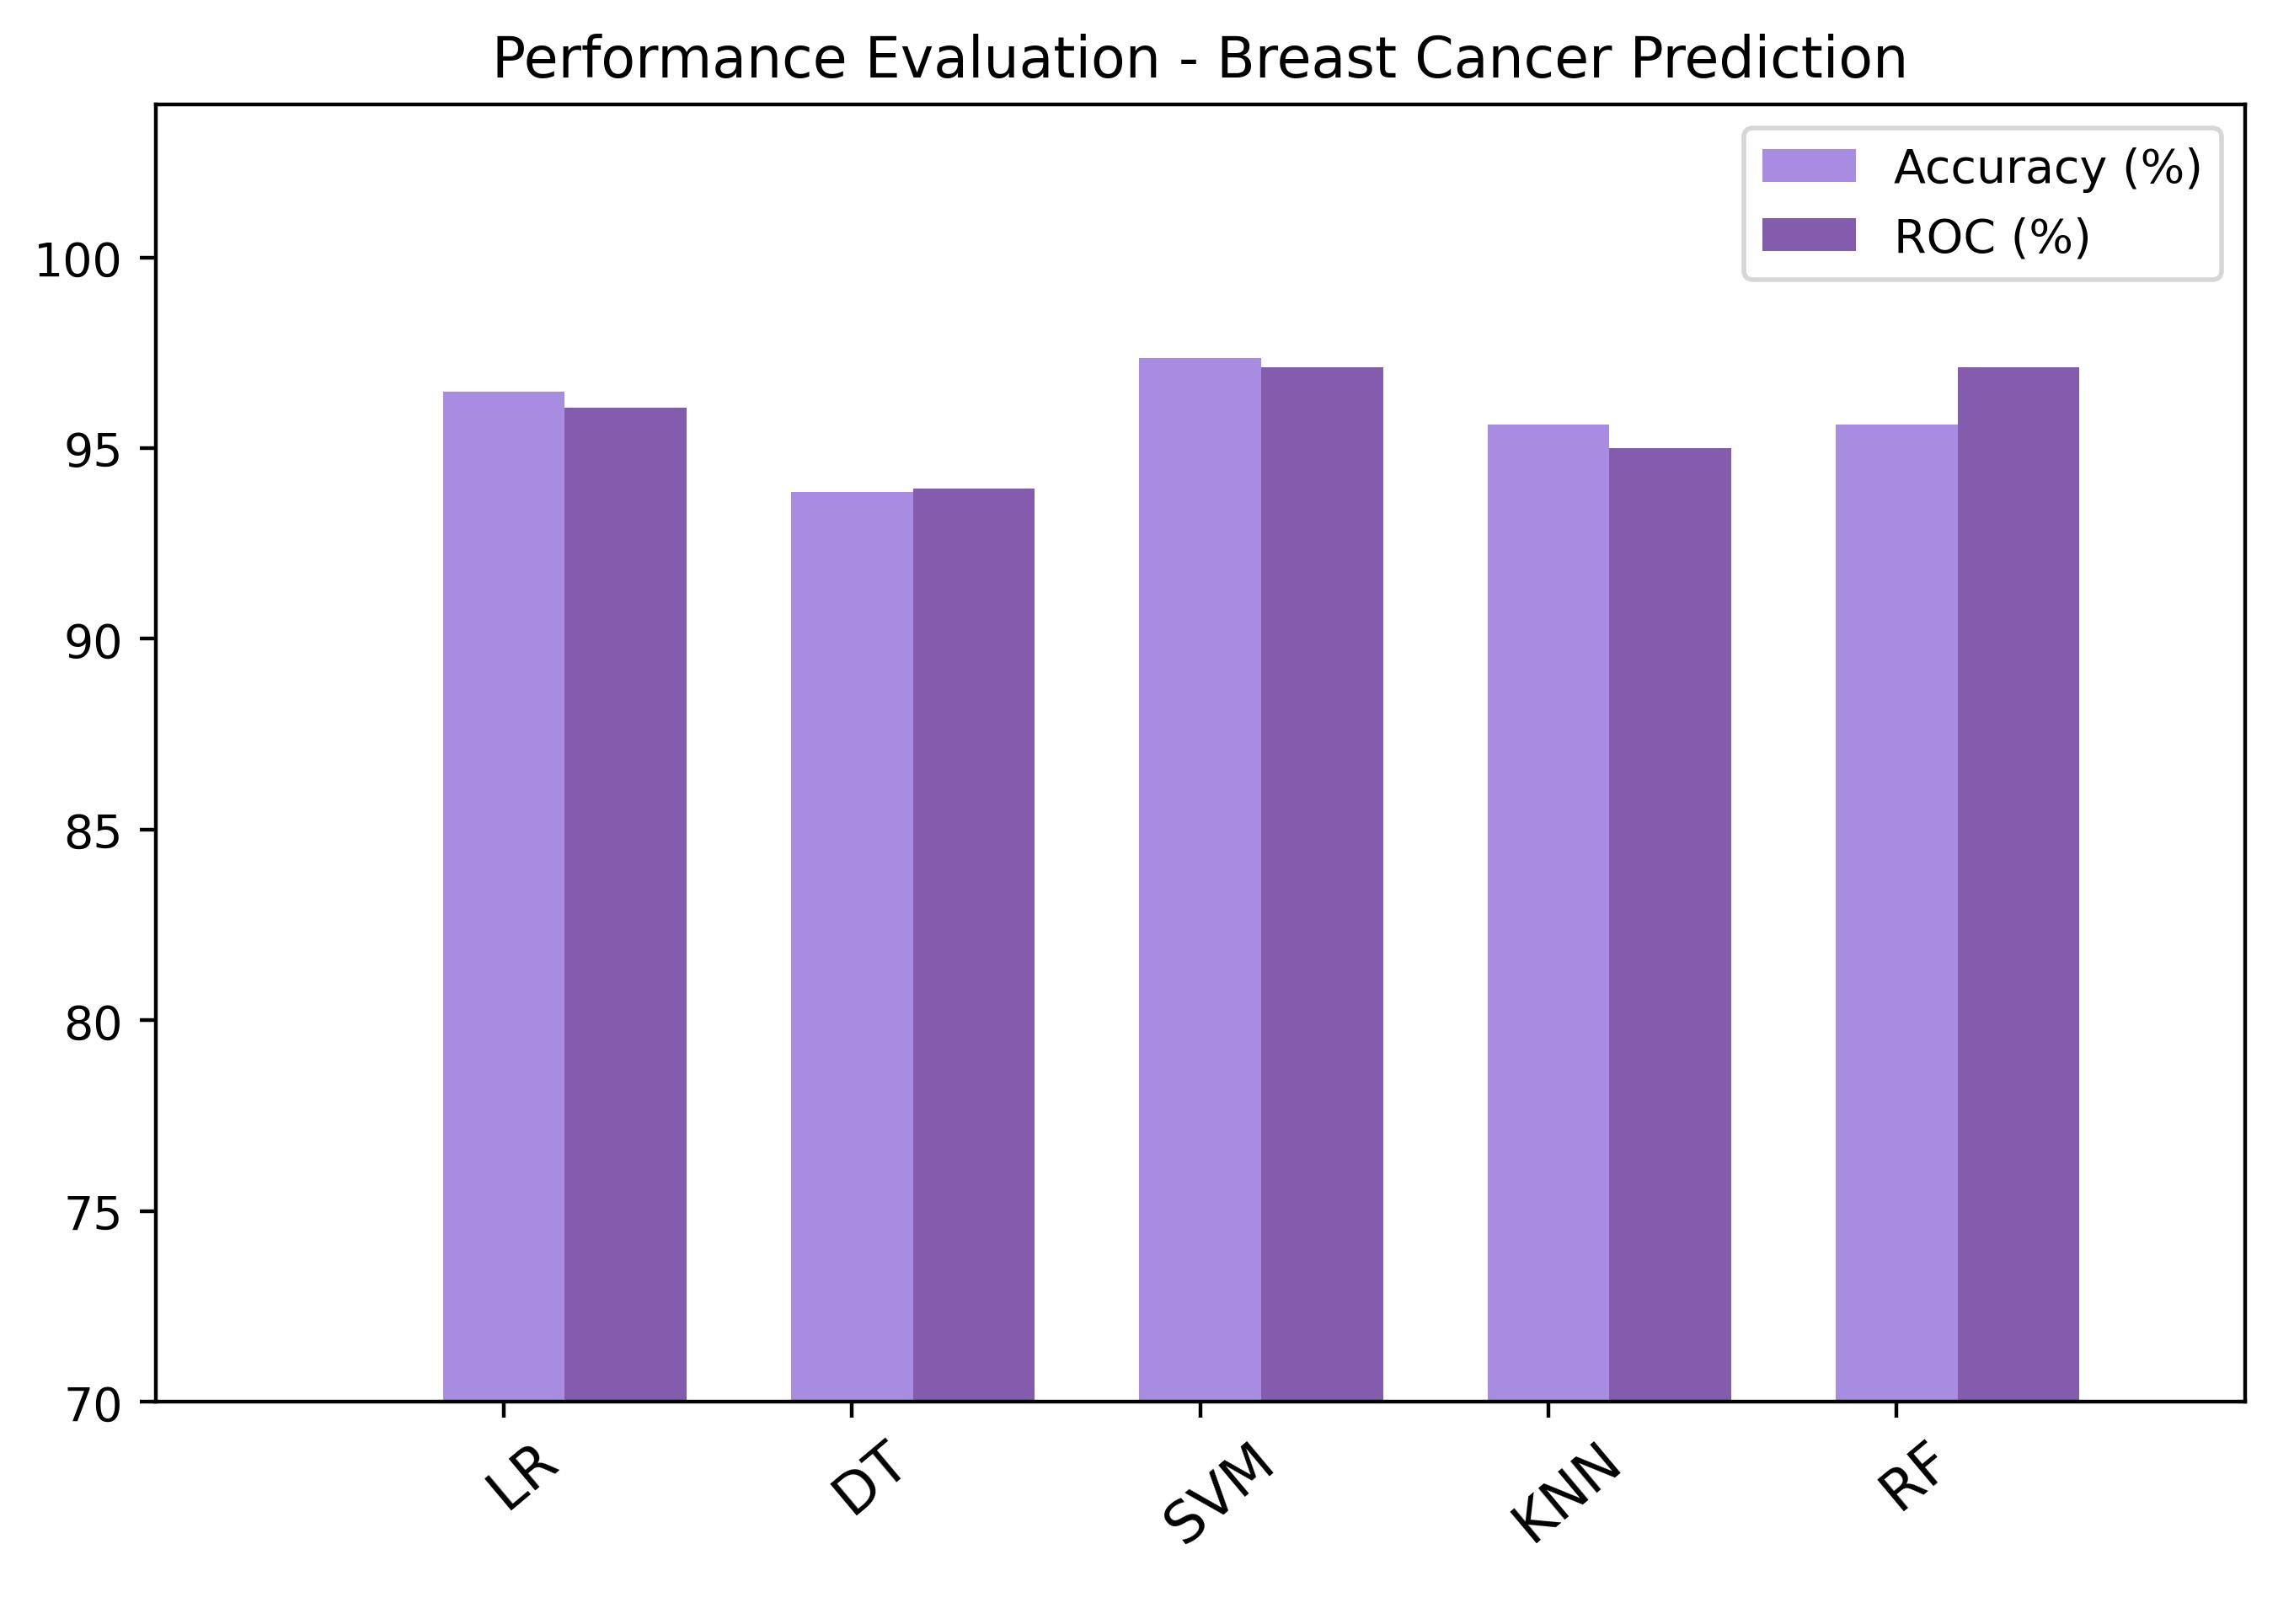 Performance Evaluation - Breast Cancer Prediction
Accuracy (%)
ROC (%)
100
95
90
85
80
75
70
LR
DT
SVM
KNN
RF